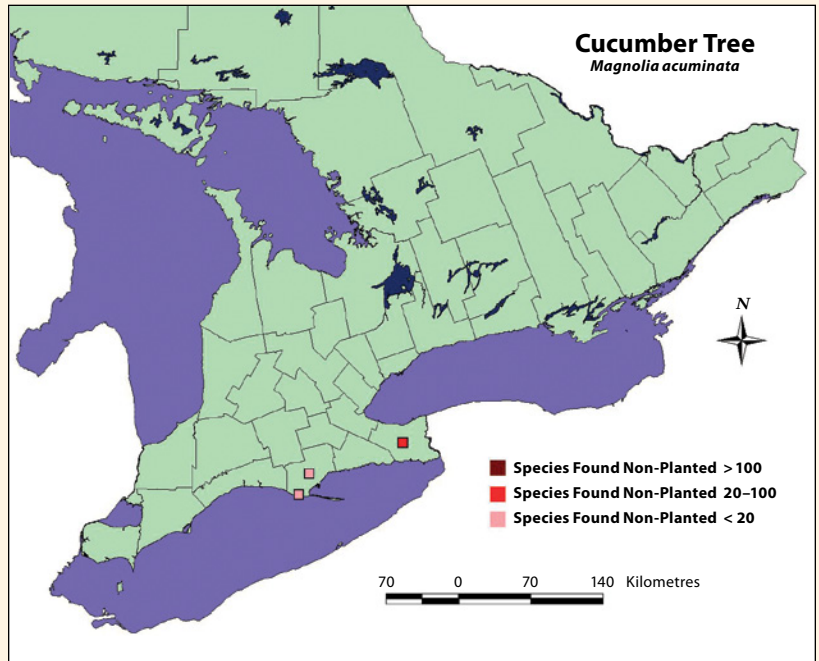 Cucumber Tree
Magnolia acuminata
N
Species Found Non-Planted > 100
Species Found Non-Planted 20–100
Species Found Non-Planted < 20
70 0 70 140 Kilometres